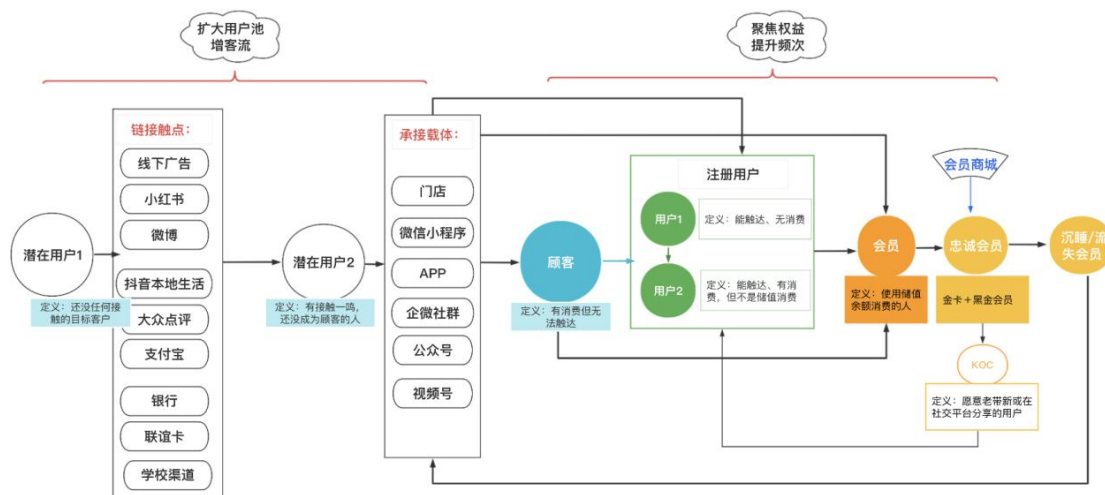 扩大用户池
增客流
聚焦权益
提升频次
链接触点：
线下广告
小红书
微博
抖音本地生活
大众点评
支付宝
银行
联谊卡
学校渠道
潜在用户1
定义：还没任何接
触的目标客户
潜在用户2
定义：有接触一鸣，
还没成为顾客的人
承接载体：
门店
微信小程序
APP
企微社群
公众号
视频号
顾客
定义：有消费但无
法触达
注册用户
用户1
定义：能触达、无消费
用户2
定义：能触达、有消
费，但不是储值消费
会员
定义：使用储值
余额消费的人
会员商城
忠诚会员
金卡＋黑金会员
KOC
定义：愿意老带新或在
社交平台分享的用户
沉睡/流
失会员